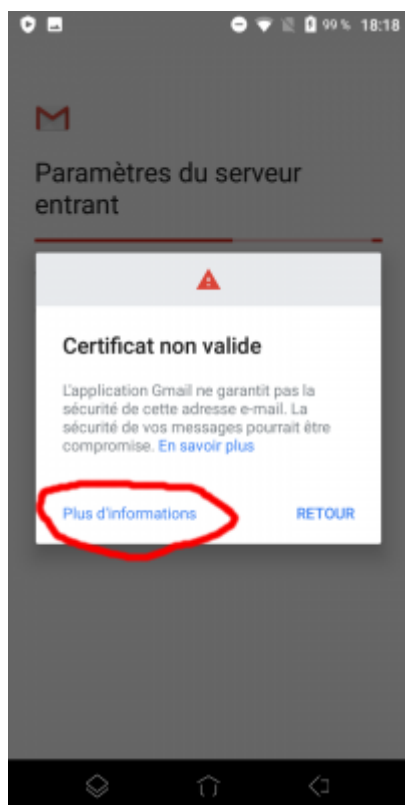 99 % 18:18
Paramètres du serveur
entrant
Certificat non valide
L'application Gmail ne garantit pas la
sécurité de cette adresse e-mail. La
sécurité de vos messages pourrait être
compromise. En savoir plus
Plus d'informations RETOUR